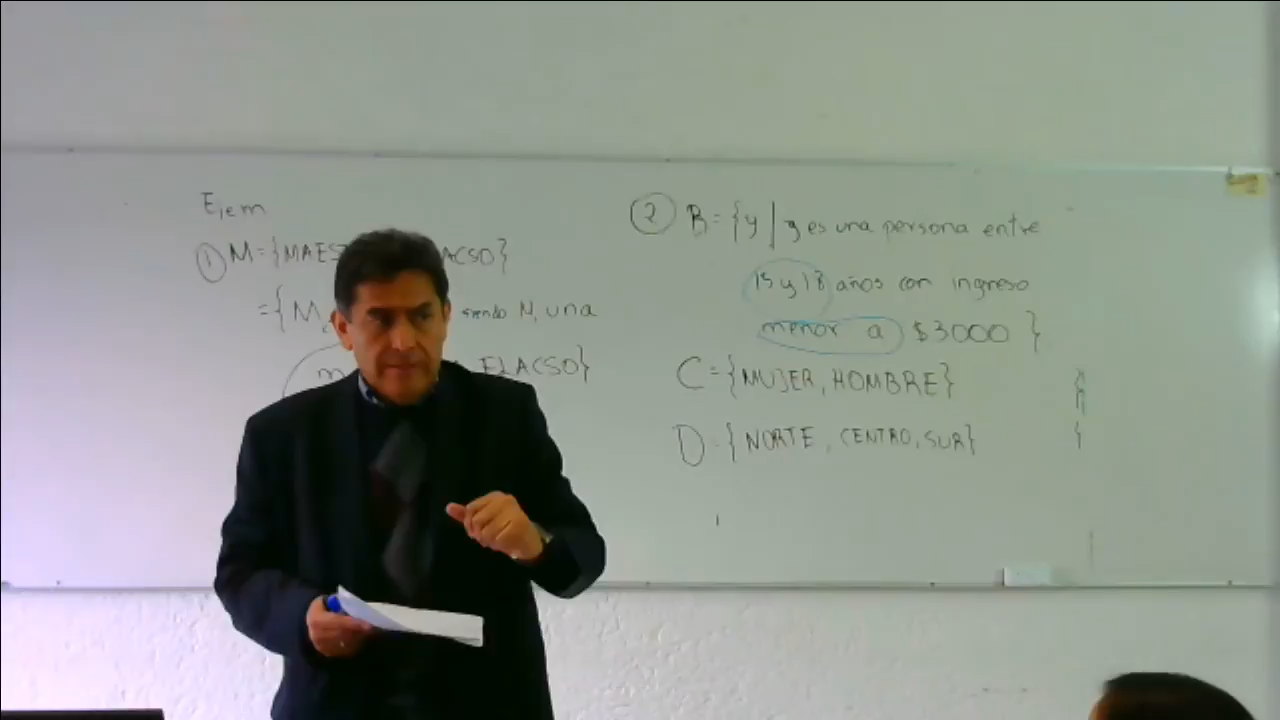 Ejem
① M={MAES ACSO}
={M, siendo M, una
m FLACSO}
② B={y | y es una persona entre
15 y 18 años con ingreso
menor a $3000 }
C={MUJER, HOMBRE}
D={NORTE, CENTRO, SUR}